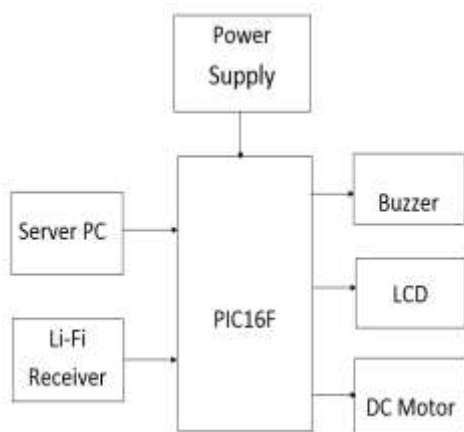 Power
Supply
Server PC
Li-Fi
Receiver
PIC16F
Buzzer
LCD
DC Motor